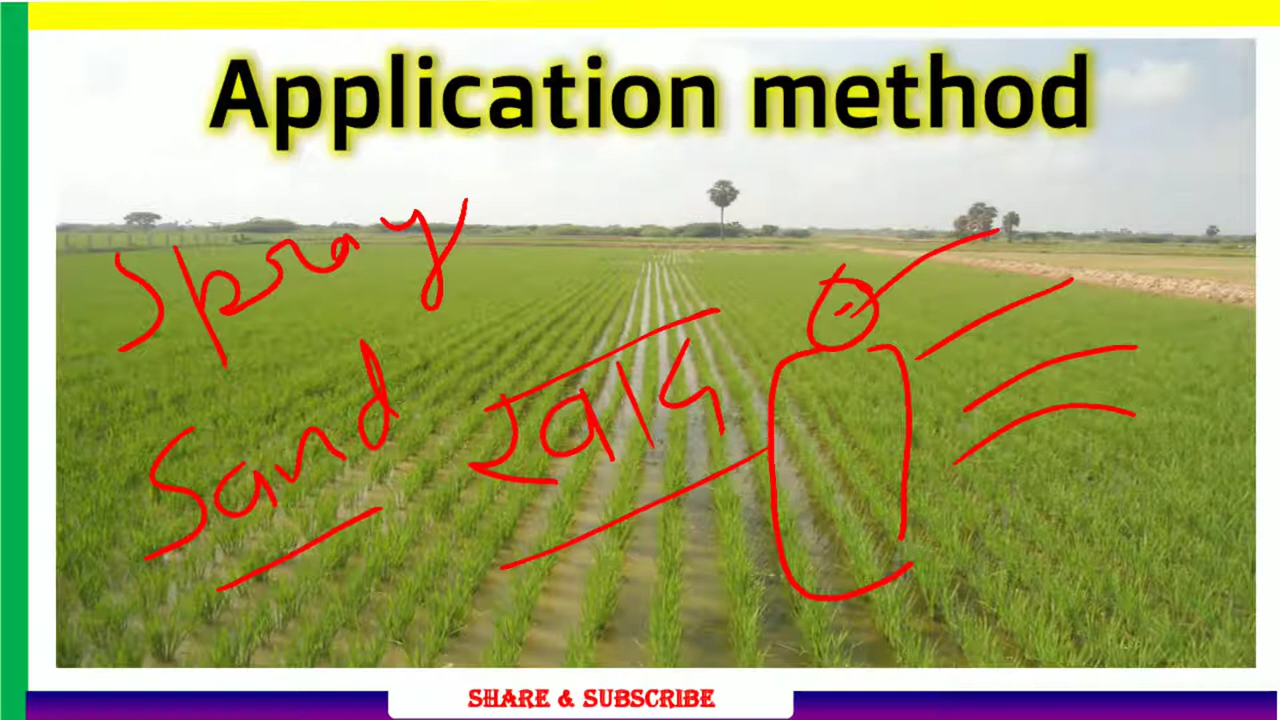 Application method
Spray
Sand
खाद
SHARE & SUBSCRIBE